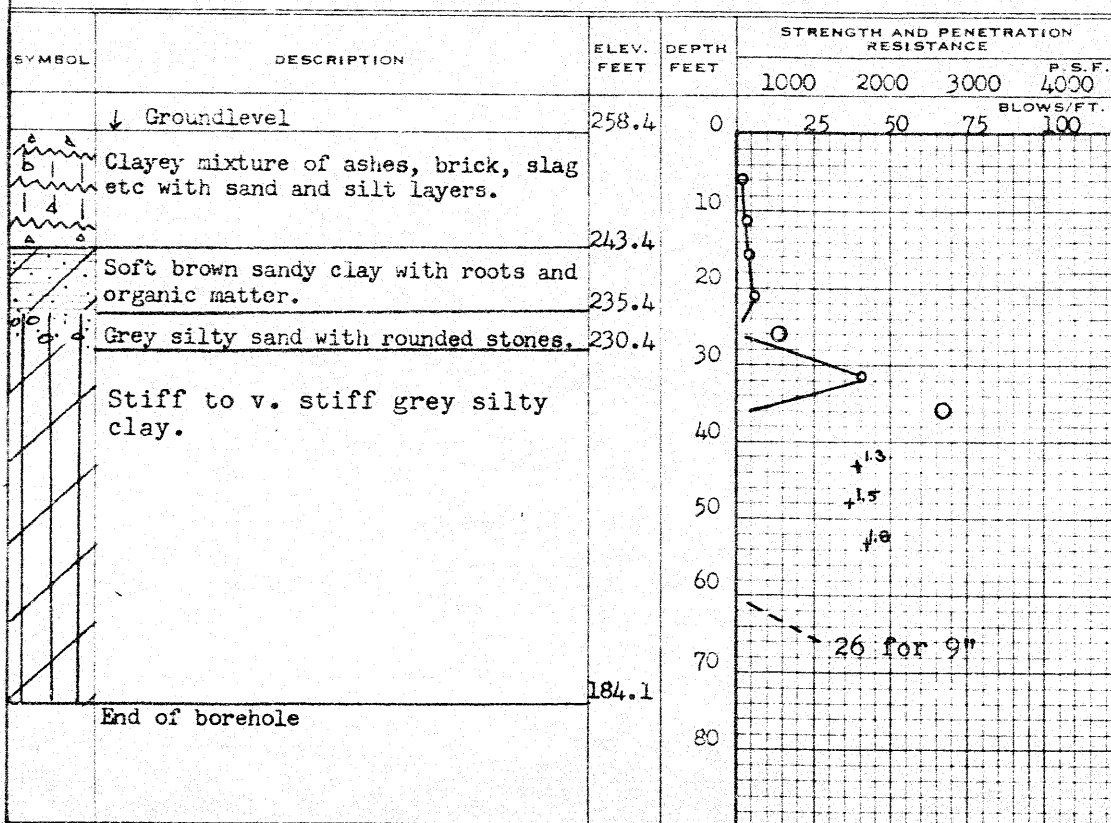 SYMBOL
DESCRIPTION
ELEV. FEET
DEPTH FEET
STRENGTH AND PENETRATION
RESISTANCE
P.S.F.
1000 2000 3000 4000
BLOWS/FT.
25 50 75 100
↓ Groundlevel 258.4 0
Clayey mixture of ashes, brick, slag
etc with sand and silt layers.
10
243.4
Soft brown sandy clay with roots and
organic matter.
20
235.4
Grey silty sand with rounded stones. 230.4
30
Stiff to v. stiff grey silty
clay.
40
1.3
1.5
50
1.8
60
26 for 9"
70
184.1
End of borehole
80